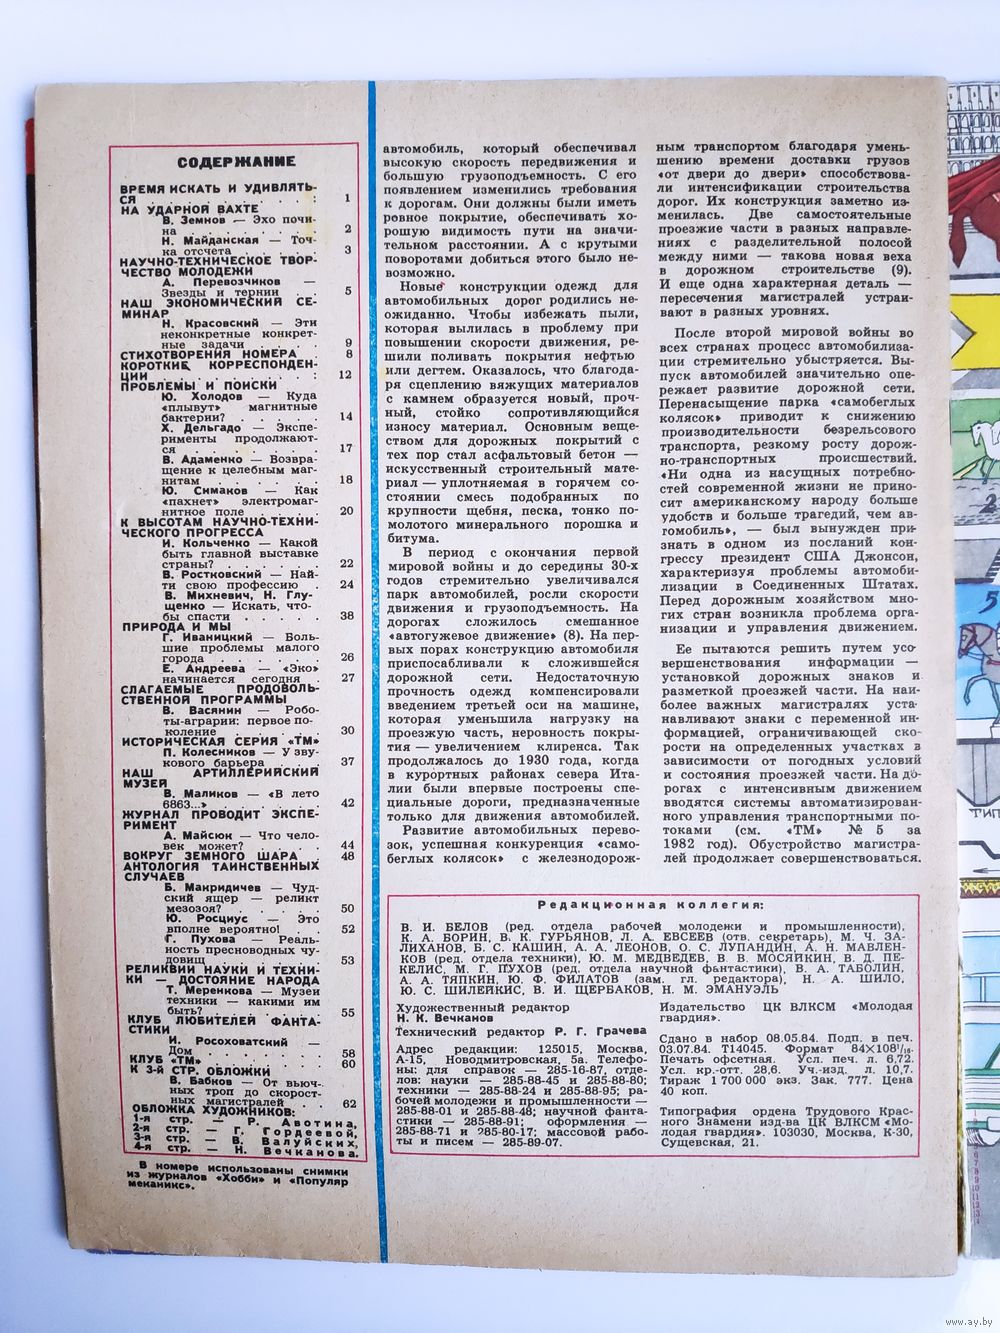 СОДЕРЖАНИЕ
ВРЕМЯ ИСКАТЬ И УДИВЛЯТЬ-
СЯ . . . . . . . . . : 1
НА УДАРНОЙ ВАХТЕ
В. Земнов — Эхо почи-
на . . . . . . . . 2
Н. Майданская — Точ-
ка отсчета . . . . . 3
НАУЧНО-ТЕХНИЧЕСКОЕ ТВОР-
ЧЕСТВО МОЛОДЕЖИ
А. Перевозчиков —
Звезды и тернии . . . 5
НАШ ЭКОНОМИЧЕСКИЙ СЕ-
МИНАР
Н. Красовский — Эти
неконкретные конкрет-
ные задачи . . . . . 9
СТИХОТВОРЕНИЯ НОМЕРА . 8
КОРОТКИЕ КОРРЕСПОНДЕН-
ЦИИ . . . . . . . . : 12
ПРОБЛЕМЫ И ПОИСКИ
Ю. Холодов — Куда
«плывут» магнитные
бактерии? . . . . . 14
Х. Дельгадо — Экспе-
рименты продолжают-
ся . . . . . . . . 17
В. Адаменко — Возвра-
щение к целебным маг-
нитам . . . . . . . 18
Ю. Симаков — Как
«пахнет» электромаг-
нитное поле . . . . . 20
К ВЫСОТАМ НАУЧНО-ТЕХНИ-
ЧЕСКОГО ПРОГРЕССА
И. Кольченко — Какой
быть главной выставке
страны? . . . . . . 22
В. Ростковский — Най-
ти свою профессию . 24
В. Михневич, Н. Глу-
щенко — Искать, что-
бы спасти . . . . . 38
ПРИРОДА И МЫ
Г. Иваницкий — Боль-
шие проблемы малого
города . . . . . . 26
Е. Андреева — «Эко»
начинается сегодня . 27
СЛАГАЕМЫЕ ПРОДОВОЛЬ-
СТВЕННОЙ ПРОГРАММЫ
В. Васянин — Робо-
ты-аграрии: первое по-
коление . . . . . . 30
ИСТОРИЧЕСКАЯ СЕРИЯ «ТМ»
П. Колесников — У зву-
кового барьера . . . . 37
НАШ АРТИЛЛЕРИЙСКИЙ
МУЗЕЙ
В. Маликов — «В лето
6863...» . . . . . . 42
ЖУРНАЛ ПРОВОДИТ ЭКСПЕ-
РИМЕНТ
А. Майсюк — Что чело-
век может? . . . . . 44
ВОКРУГ ЗЕМНОГО ШАРА . 48
АНТОЛОГИЯ ТАИНСТВЕННЫХ
СЛУЧАЕВ
Б. Макридичев — Чуд-
ский ящер — реликт
мезозоя? . . . . . . 50
Ю. Росциус — Это
вполне вероятно! . . 52
Г. Пухова — Реаль-
ность пресноводных чу-
довищ . . . . . . . 53
РЕЛИКВИИ НАУКИ И ТЕХНИ-
КИ — ДОСТОЯНИЕ НАРОДА
Т. Меренкова — Музеи
техники — какими им
быть? . . . . . . . 55
КЛУБ ЛЮБИТЕЛЕЙ ФАНТА-
СТИКИ
И. Росоховатский —
Дом . . . . . . . . 58
КЛУБ «ТМ» . . . . . . 60
К 3-й СТР. ОБЛОЖКИ
В. Бабков — От вьюч-
ных троп до скорост-
ных магистралей . . 62
ОБЛОЖКА ХУДОЖНИКОВ:
1-я стр. — Р. Авотина,
2-я стр. — Г. Гордеевой,
3-я стр. — В. Валуйских,
4-я стр. — Н. Вечканова.
В номере использованы снимки
из журналов «Хобби» и «Популяр
меканикс».
автомобиль, который обеспечивал
высокую скорость передвижения и
большую грузоподъемность. С его
появлением изменились требования
к дорогам. Они должны были иметь
ровное покрытие, обеспечивать хо-
рошую видимость пути на значи-
тельном расстоянии. А с крутыми
поворотами добиться этого было не-
возможно.
Новые конструкции одежд для
автомобильных дорог родились не-
ожиданно. Чтобы избежать пыли,
которая вылилась в проблему при
повышении скорости движения, ре-
шили поливать покрытия нефтью
или дегтем. Оказалось, что благода-
ря сцеплению вяжущих материалов
с камнем образуется новый, проч-
ный, стойко сопротивляющийся
износу материал. Основным веще-
ством для дорожных покрытий с
тех пор стал асфальтовый бетон —
искусственный строительный мате-
риал — уплотняемая в горячем со-
стоянии смесь подобранных по
крупности щебня, песка, тонко по-
молотого минерального порошка и
битума.
В период с окончания первой
мировой войны и до середины 30-х
годов стремительно увеличивался
парк автомобилей, росли скорости
движения и грузоподъемность. На
дорогах сложилось смешанное
«автогужевое движение» (8). На пер-
вых порах конструкцию автомобиля
приспосабливали к сложившейся
дорожной сети. Недостаточную
прочность одежд компенсировали
введением третьей оси на машине,
которая уменьшила нагрузку на
проезжую часть, неровность покры-
тия — увеличением клиренса. Так
продолжалось до 1930 года, когда
в курортных районах севера Ита-
лии были впервые построены спе-
циальные дороги, предназначенные
только для движения автомобилей.
Развитие автомобильных перево-
зок, успешная конкуренция «само-
беглых колясок» с железнодорож-
ным транспортом благодаря умень-
шению времени доставки грузов
«от двери до двери» способствова-
ли интенсификации строительства
дорог. Их конструкция заметно из-
менилась. Две самостоятельные
проезжие части в разных направле-
ниях с разделительной полосой
между ними — такова новая веха
в дорожном строительстве (9).
И еще одна характерная деталь —
пересечения магистралей устраи-
вают в разных уровнях.
После второй мировой войны во
всех странах процесс автомобилиза-
ции стремительно убыстряется. Вы-
пуск автомобилей значительно опе-
режает развитие дорожной сети.
Перенасыщение парка «самобеглых
колясок» приводит к снижению
производительности безрельсового
транспорта, резкому росту дорож-
но-транспортных происшествий.
«Ни одна из насущных потребно-
стей современной жизни не прино-
сит американскому народу больше
удобств и больше трагедий, чем ав-
томобиль», — был вынужден при-
знать в одном из посланий кон-
грессу президент США Джонсон,
характеризуя проблемы автомоби-
лизации в Соединенных Штатах.
Перед дорожным хозяйством мно-
гих стран возникла проблема орга-
низации и управления движением.
Ее пытаются решить путем усо-
вершенствования информации —
установкой дорожных знаков и
разметкой проезжей части. На наи-
более важных магистралях уста-
навливают знаки с переменной ин-
формацией, ограничивающей ско-
рости на определенных участках в
зависимости от погодных условий
и состояния проезжей части. На до-
рогах с интенсивным движением
вводятся системы автоматизирован-
ного управления транспортными по-
токами (см. «ТМ» № 5 за
1982 год). Обустройство магистра-
лей продолжает совершенствоваться.
Редакционная коллегия:
В. И. БЕЛОВ (ред. отдела рабочей молодежи и промышленности),
К. А. БОРИН, В. К. ГУРЬЯНОВ, Л. А. ЕВСЕЕВ (отв. секретарь), М. Ч. ЗА-
ЛИХАНОВ, Б. С. КАШИН, А. А. ЛЕОНОВ, О. С. ЛУПАНДИН, А. Н. МАВЛЕН-
КОВ (ред. отдела техники), Ю. М. МЕДВЕДЕВ, В. В. МОСЯЙКИН, В. Д. ПЕ-
КЕЛИС, М. Г. ПУХОВ (ред. отдела научной фантастики), В. А. ТАБОЛИН,
А. А. ТЯПКИН, Ю. Ф. ФИЛАТОВ (зам. гл. редактора), Н. А. ШИЛО,
Ю. С. ШИЛЕЙКИС, В. И. ЩЕРБАКОВ, Н. М. ЭМАНУЭЛЬ
Художественный редактор
Н. К. Вечканов
Технический редактор Р. Г. Грачева
Адрес редакции: 125015, Москва,
А-15, Новодмитровская, 5а. Телефо-
ны: для справок — 285-16-87, отде-
лов: науки — 285-88-45 и 285-88-80;
техники — 285-88-24 и 285-88-95; ра-
бочей молодежи и промышленности —
285-88-01 и 285-88-48; научной фанта-
стики — 285-88-91; оформления —
285-88-71 и 285-80-17; массовой рабо-
ты и писем — 285-89-07.
Издательство ЦК ВЛКСМ «Молодая
гвардия».
Сдано в набор 08.05.84. Подп. в печ.
03.07.84. Т14045. Формат 84×108 1/16.
Печать офсетная. Усл. печ. л. 6,72.
Усл. кр.-отт. 28,6. Уч.-изд. л. 10,7.
Тираж 1 700 000 экз. Зак. 777. Цена
40 коп.
Типография ордена Трудового Крас-
ного Знамени изд-ва ЦК ВЛКСМ «Мо-
лодая гвардия». 103030, Москва, К-30,
Сущевская, 21.
2
5
www.ay.by